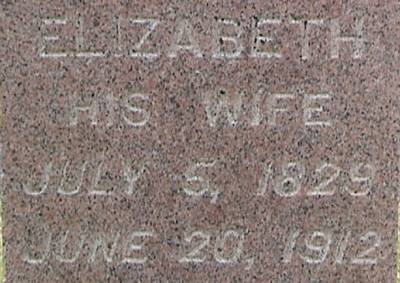 ELIZABETH
HIS WIFE
JULY 5, 1829
JUNE 20, 1912